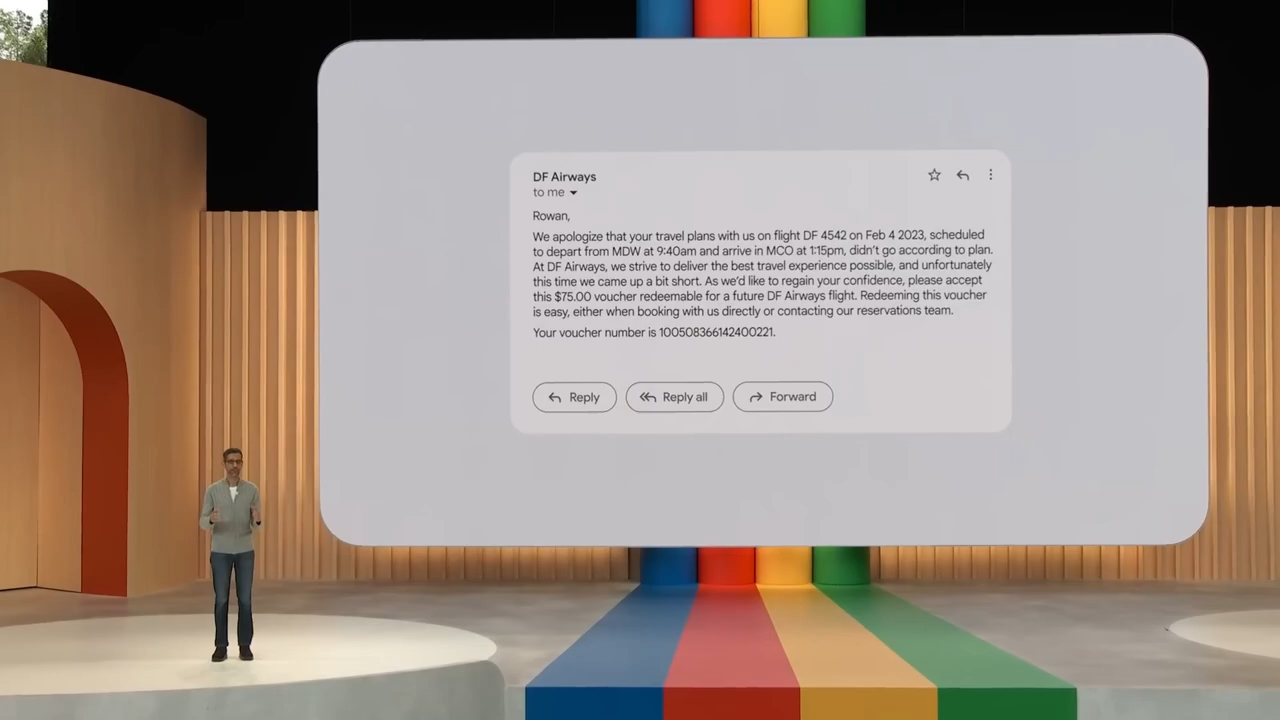 DF Airways
to me
Rowan,
We apologize that your travel plans with us on flight DF 4542 on Feb 4 2023, scheduled
to depart from MDW at 9:40am and arrive in MCO at 1:15pm, didn't go according to plan.
At DF Airways, we strive to deliver the best travel experience possible, and unfortunately
this time we came up a bit short. As we'd like to regain your confidence, please accept
this $75.00 voucher redeemable for a future DF Airways flight. Redeeming this voucher
is easy, either when booking with us directly or contacting our reservations team.
Your voucher number is 100508366142400221.
Reply
Reply all
Forward